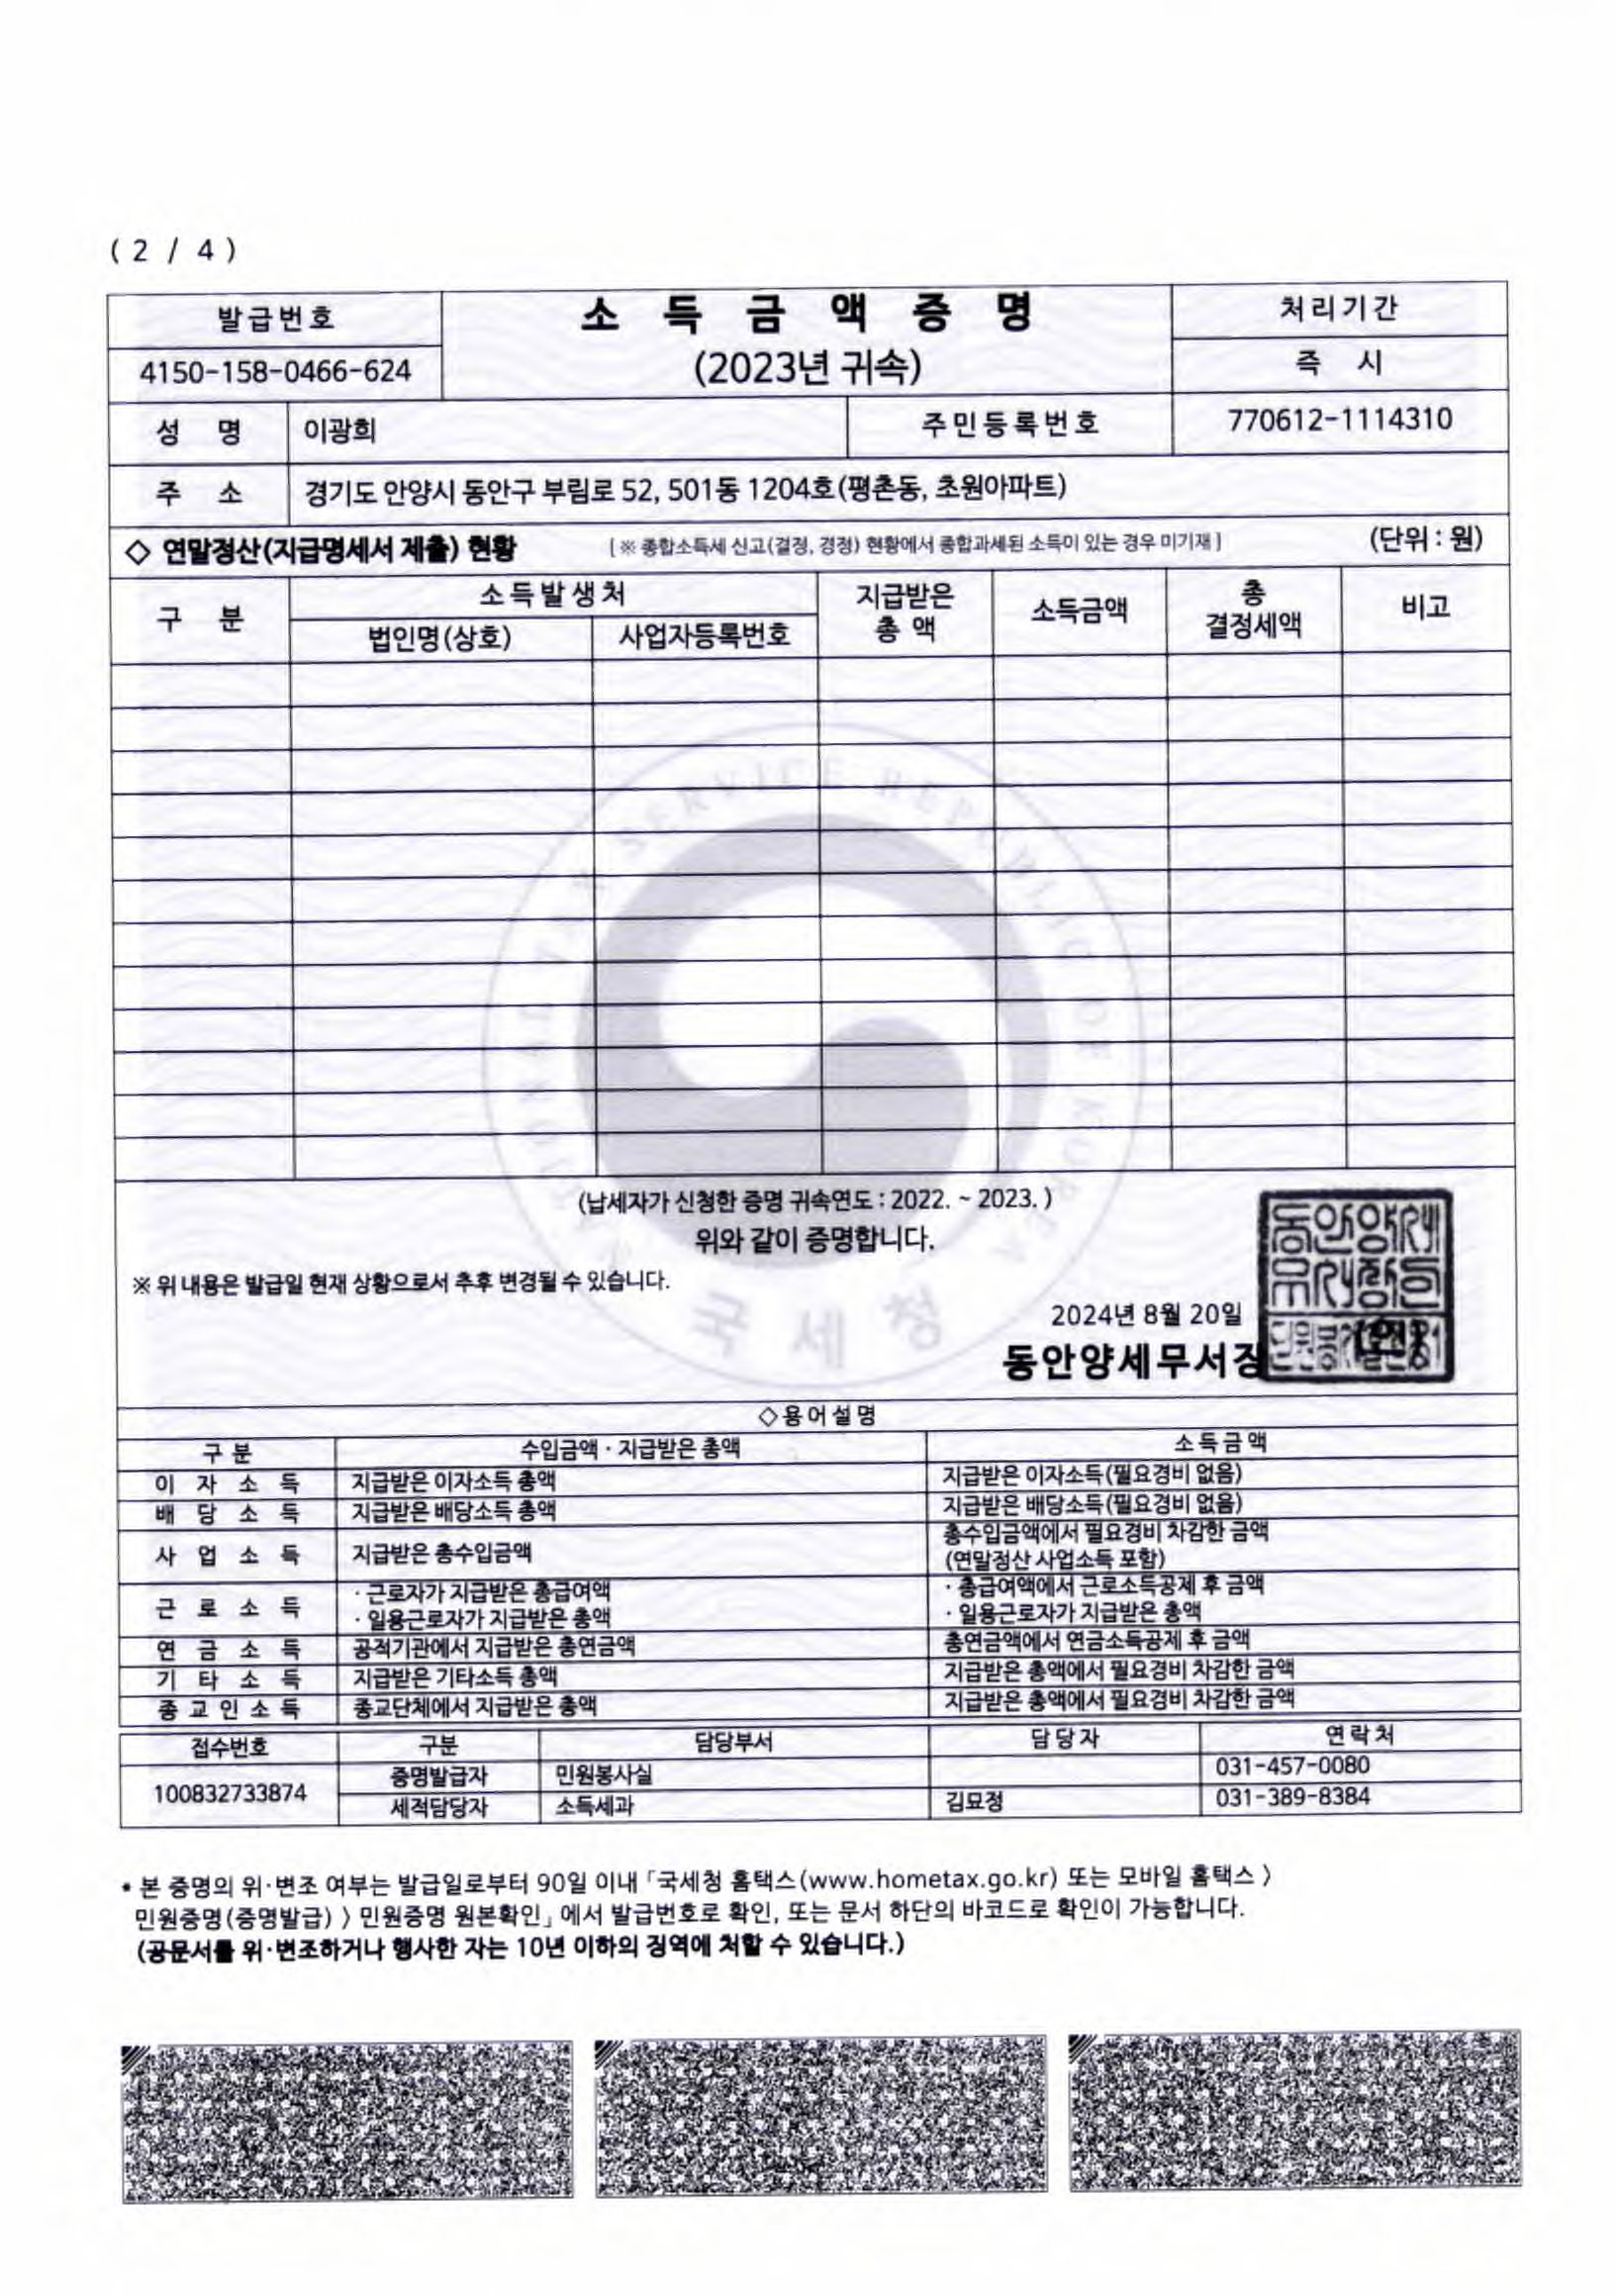 ( 2 / 4 )
발급번호
소 득 금 액 증 명
처리기간
4150-158-0466-624
(2023년 귀속)
즉 시
성 명 이광희 주민등록번호 770612-1114310
주 소 경기도 안양시 동안구 부림로 52, 501동 1204호(평촌동, 초원아파트)
◇ 연말정산(지급명세서 제출) 현황 [ ※ 종합소득세 신고(결정, 경정) 현황에서 종합과세된 소득이 있는 경우 미기재 ] (단위 : 원)
구 분 소득발생처 지급받은 총 액 소득금액 총 결정세액 비고
법인명(상호) 사업자등록번호
(납세자가 신청한 증명 귀속연도 : 2022. ~ 2023. )
위와 같이 증명합니다.
※ 위 내용은 발급일 현재 상황으로서 추후 변경될 수 있습니다.
2024년 8월 20일
동안양세무서장 (인)
국세청
◇용어설명
구 분 수입금액 · 지급받은 총액 소득금액
이 자 소 득 지급받은 이자소득 총액 지급받은 이자소득(필요경비 없음)
배 당 소 득 지급받은 배당소득 총액 지급받은 배당소득(필요경비 없음)
사 업 소 득 지급받은 총수입금액 총수입금액에서 필요경비 차감한 금액
(연말정산 사업소득 포함)
근 로 소 득 · 근로자가 지급받은 총급여액 · 총급여액에서 근로소득공제 후 금액
· 일용근로자가 지급받은 총액 · 일용근로자가 지급받은 총액
연 금 소 득 공적기관에서 지급받은 총연금액 총연금액에서 연금소득공제 후 금액
기 타 소 득 지급받은 기타소득 총액 지급받은 총액에서 필요경비 차감한 금액
종교인소득 종교단체에서 지급받은 총액 지급받은 총액에서 필요경비 차감한 금액
접수번호 구분 담당부서 담당자 연락처
100832733874 증명발급자 민원봉사실 031-457-0080
세적담당자 소득세과 김묘정 031-389-8384
* 본 증명의 위·변조 여부는 발급일로부터 90일 이내 「국세청 홈택스(www.hometax.go.kr) 또는 모바일 홈택스 〉
민원증명(증명발급) 〉 민원증명 원본확인」 에서 발급번호로 확인, 또는 문서 하단의 바코드로 확인이 가능합니다.
(공문서를 위·변조하거나 행사한 자는 10년 이하의 징역에 처할 수 있습니다.)